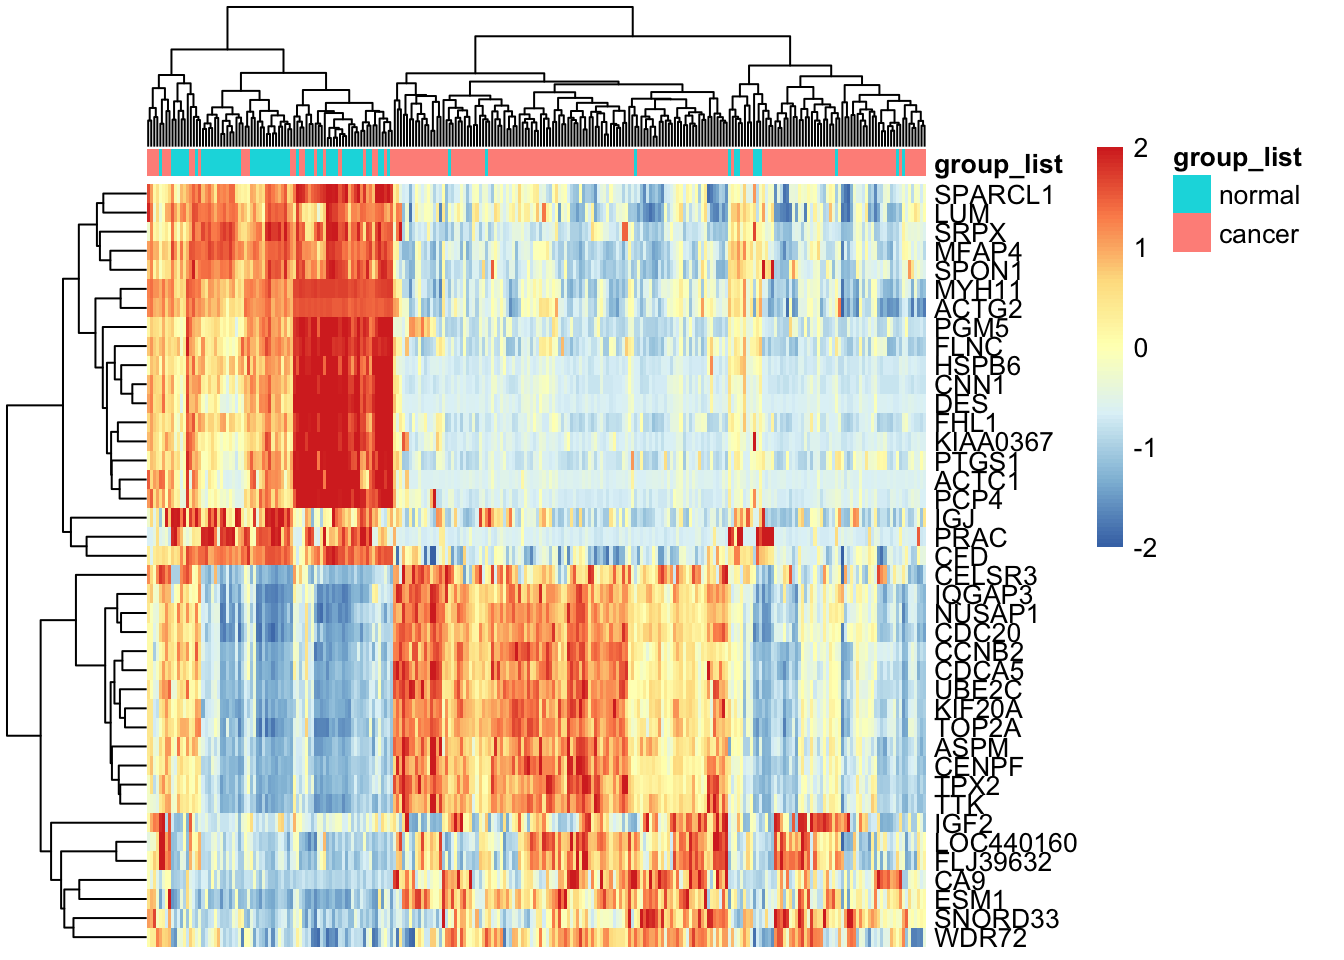 group_list
SPARCL1
LUM
SRPX
MFAP4
SPON1
MYH11
ACTG2
PGM5
FLNC
HSPB6
CNN1
DES
FHL1
KIAA0367
PTGS1
ACTC1
PCP4
IGJ
PRAC
CFD
CELSR3
IQGAP3
NUSAP1
CDC20
CCNB2
CDCA5
UBE2C
KIF20A
TOP2A
ASPM
CENPF
TPX2
TTK
IGF2
LOC440160
FLJ39632
CA9
ESM1
SNORD33
WDR72
2
1
0
-1
-2
group_list
normal
cancer